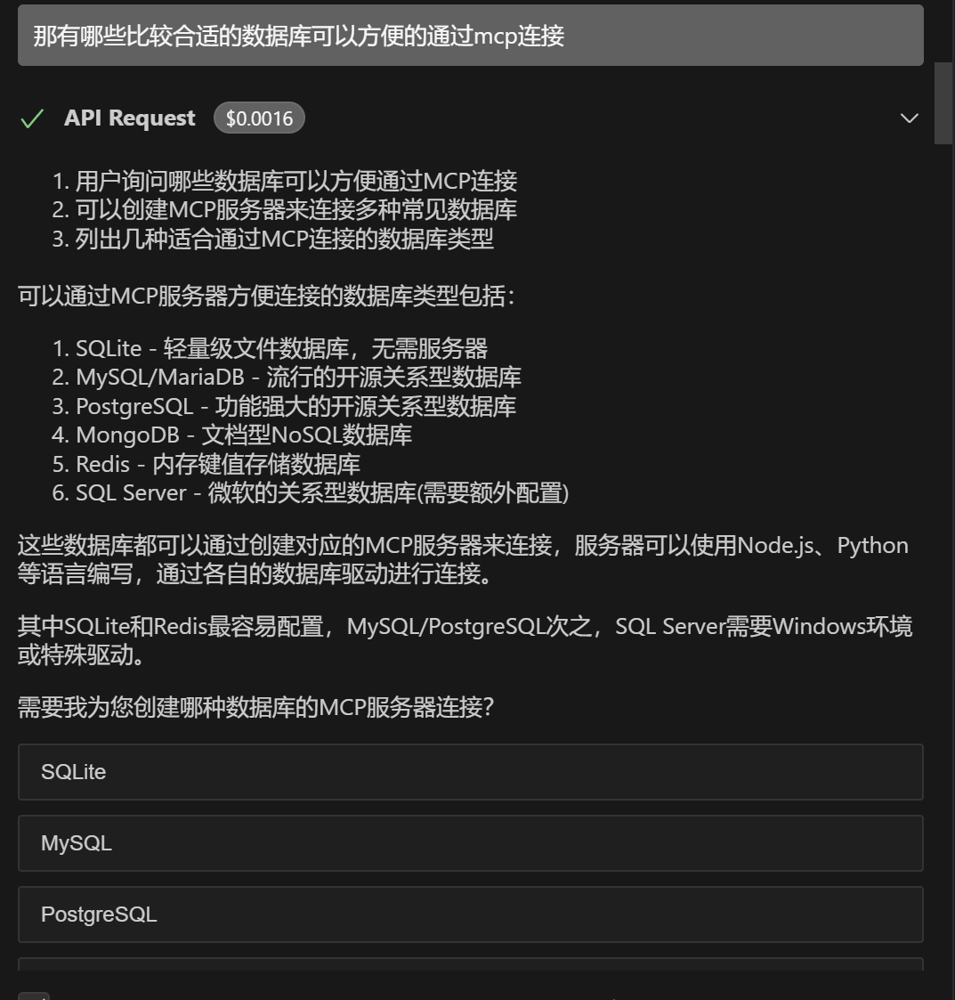 那有哪些比较合适的数据库可以方便的通过mcp连接
API Request $0.0016
1. 用户询问哪些数据库可以方便通过MCP连接
2. 可以创建MCP服务器来连接多种常见数据库
3. 列出几种适合通过MCP连接的数据库类型
可以通过MCP服务器方便连接的数据库类型包括：
1. SQLite - 轻量级文件数据库，无需服务器
2. MySQL/MariaDB - 流行的开源关系型数据库
3. PostgreSQL - 功能强大的开源关系型数据库
4. MongoDB - 文档型NoSQL数据库
5. Redis - 内存键值存储数据库
6. SQL Server - 微软的关系型数据库(需要额外配置)
这些数据库都可以通过创建对应的MCP服务器来连接，服务器可以使用Node.js、Python
等语言编写，通过各自的数据库驱动进行连接。
其中SQLite和Redis最容易配置，MySQL/PostgreSQL次之，SQL Server需要Windows环境
或特殊驱动。
需要我为您创建哪种数据库的MCP服务器连接？
SQLite
MySQL
PostgreSQL